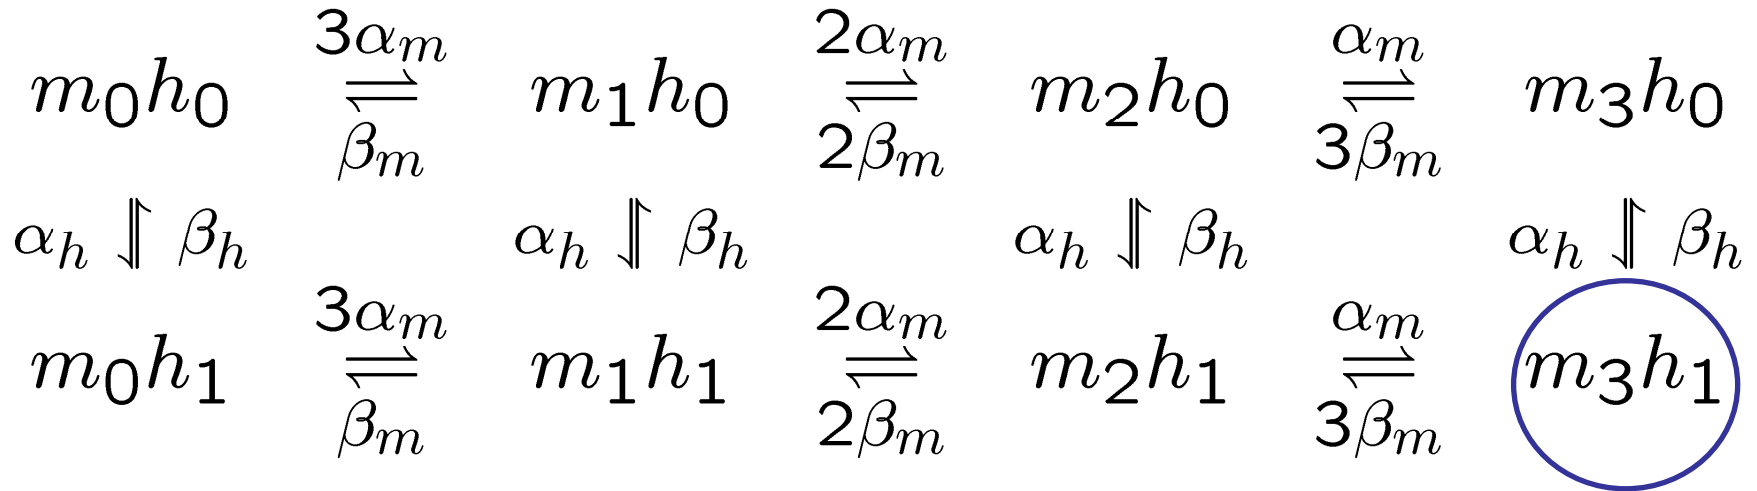 3αₘ 2αₘ αₘ
m₀h₀ ⇌ m₁h₀ ⇌ m₂h₀ ⇌ m₃h₀
βₘ 2βₘ 3βₘ
αₕ ⥯ βₕ αₕ ⥯ βₕ αₕ ⥯ βₕ αₕ ⥯ βₕ
3αₘ 2αₘ αₘ
m₀h₁ ⇌ m₁h₁ ⇌ m₂h₁ ⇌ m₃h₁
βₘ 2βₘ 3βₘ